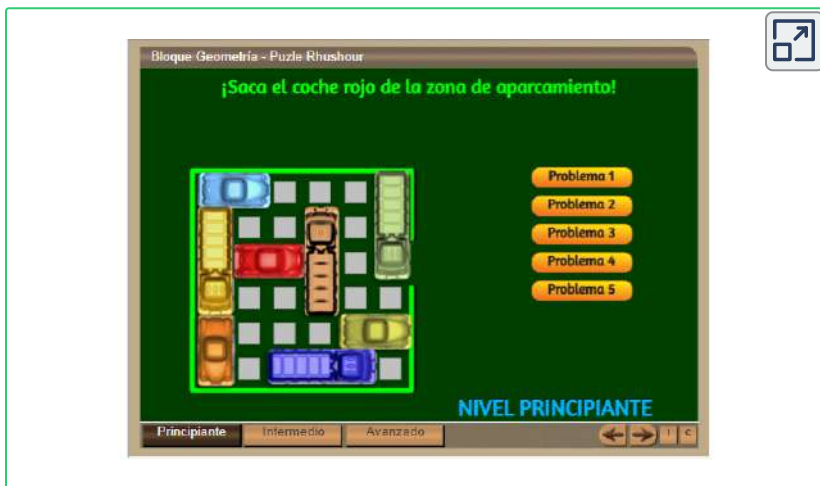 Bloque Geometría - Puzle Rhushour
¡Saca el coche rojo de la zona de aparcamiento!
Problema 1
Problema 2
Problema 3
Problema 4
Problema 5
NIVEL PRINCIPIANTE
Principiante Intermedio Avanzado I C